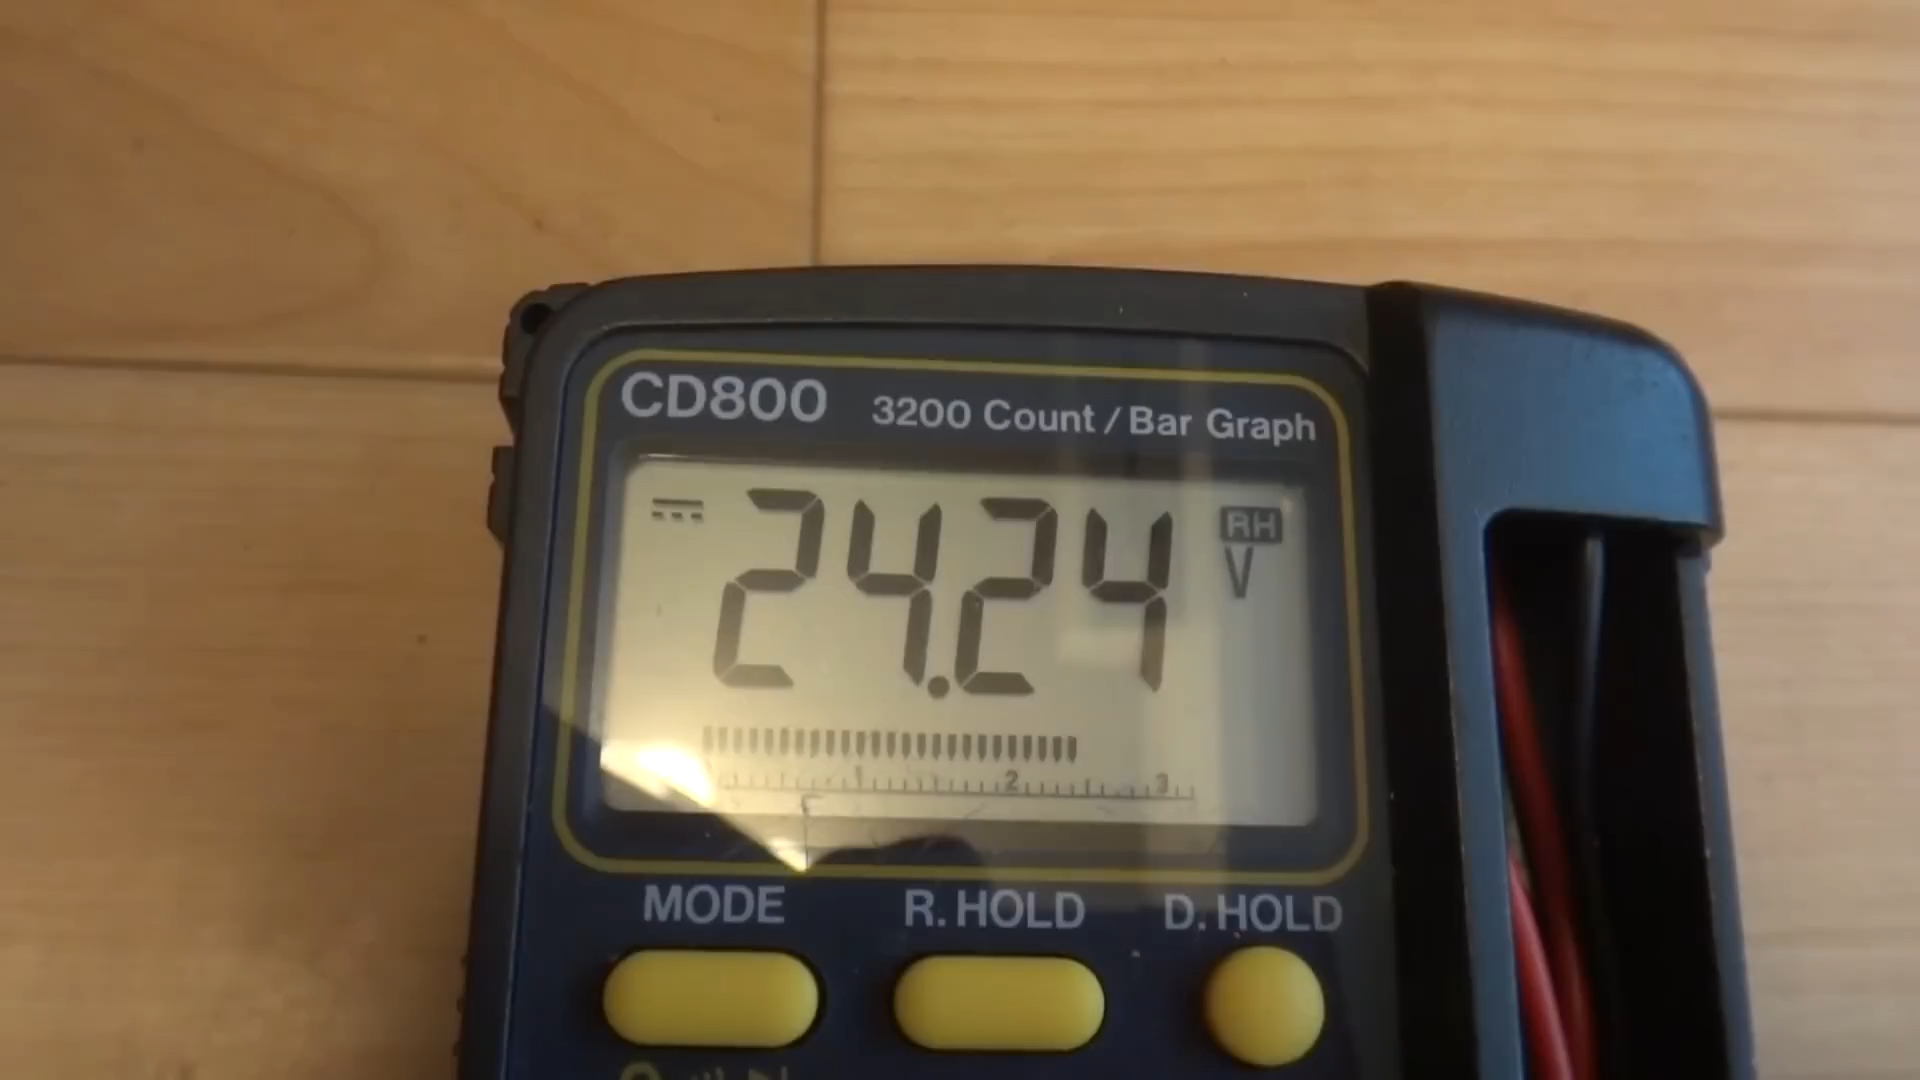 CD800 3200 Count / Bar Graph
24.24 RH
V
1 2 3
MODE R. HOLD D. HOLD